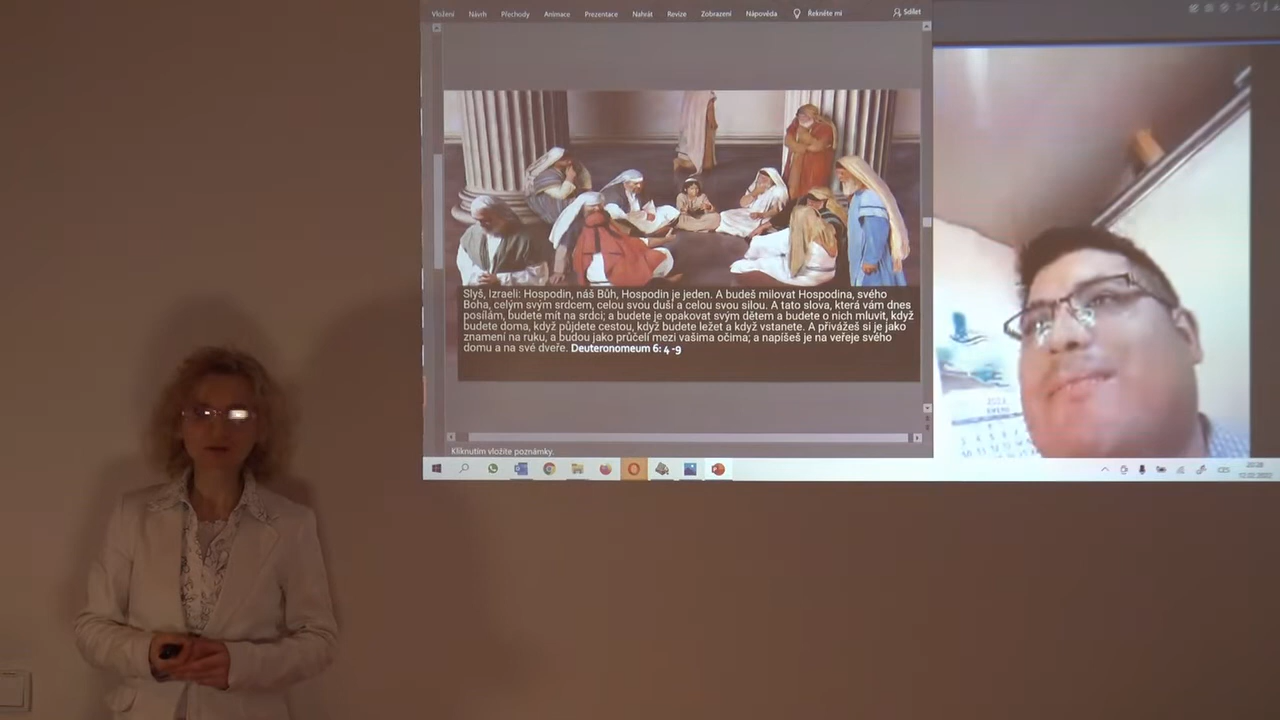 Vložení Návrh Přechody Animace Prezentace Nahrát Revize Zobrazení Nápověda Řekněte mi Sdílet
Slyš, Izraeli: Hospodin, náš Bůh, Hospodin je jeden. A budeš milovat Hospodina, svého
Boha, celým svým srdcem, celou svou duši a celou svou silou. A tato slova, která vám dnes
posílám, budete mít na srdci; a budete je opakovat svým dětem a budete o nich mluvit, když
budete doma, když půjdete cestou, když budete ležet a když vstanete. A přivážeš si je jako
znamení na ruku, a budou jako průčelí mezi vašima očima; a napíšeš je na veřeje svého
domu a na své dveře. Deuteronomeum 6: 4 -9
Kliknutím vložíte poznámky.
CES
20:28